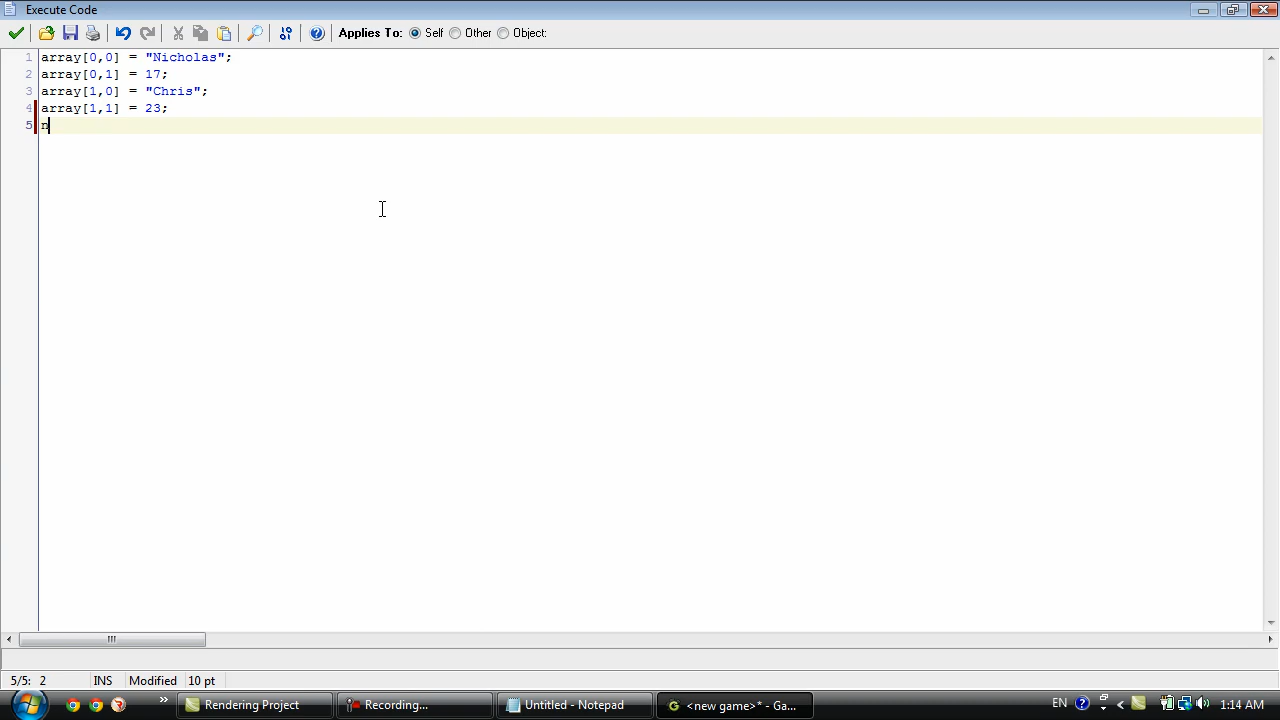 Execute Code
Applies To: Self Other Object:
1 array[0,0] = "Nicholas";
2 array[0,1] = 17;
3 array[1,0] = "Chris";
4 array[1,1] = 23;
5 n
5/5: 2 INS Modified 10 pt
Rendering Project Recording... Untitled - Notepad <new game>* - Ga... EN 1:14 AM